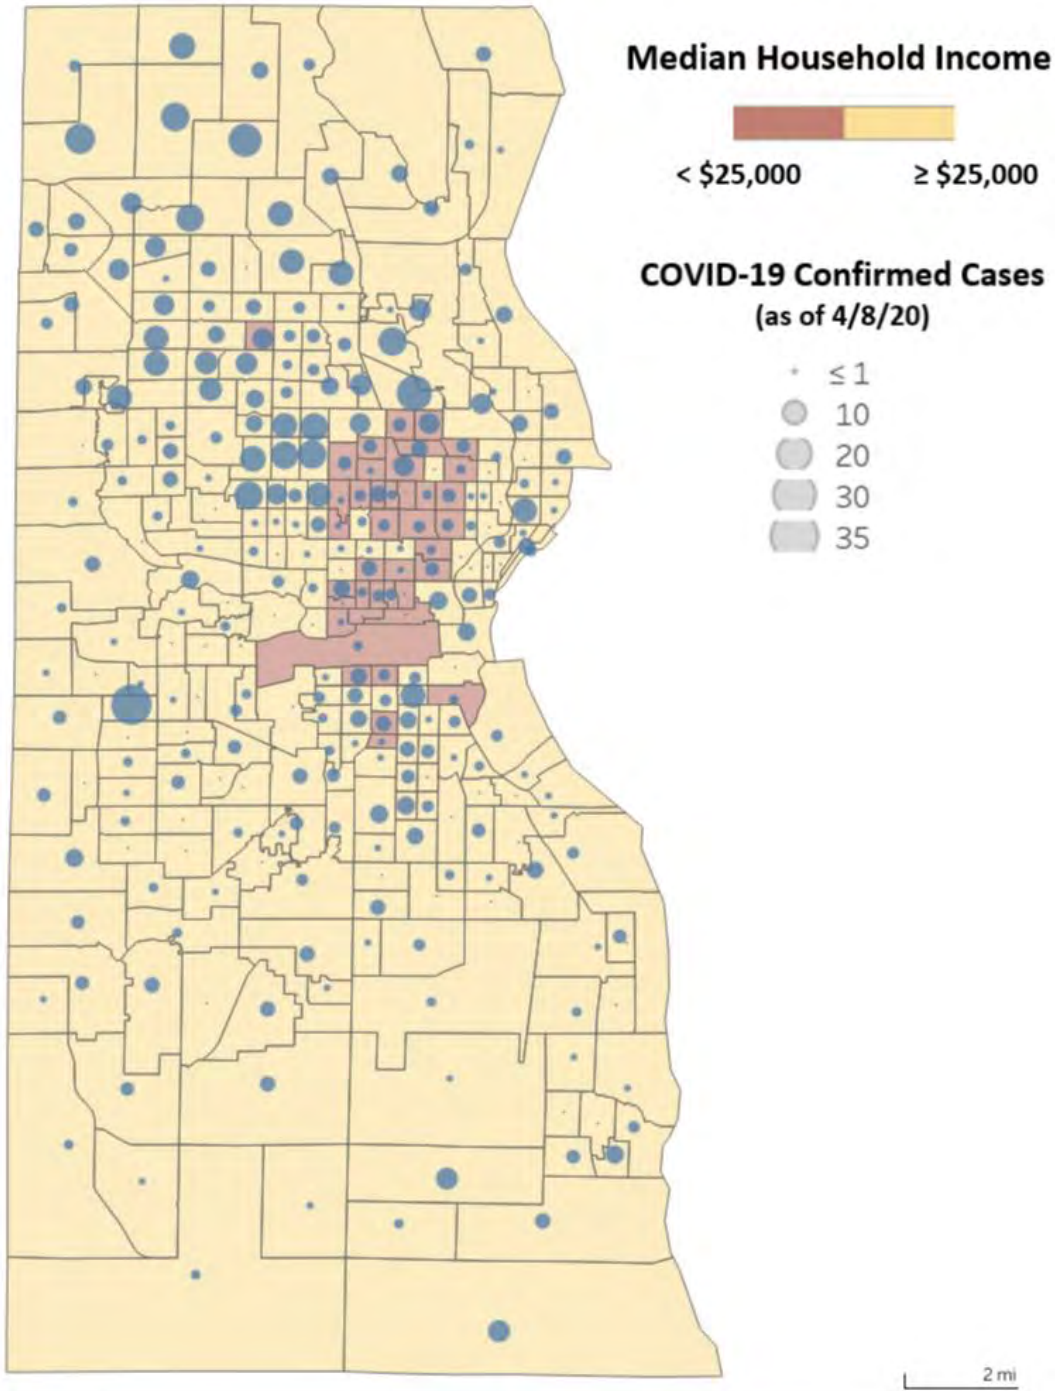 Median Household Income
< $25,000 ≥ $25,000
COVID-19 Confirmed Cases
(as of 4/8/20)
≤ 1
10
20
30
35
2 mi